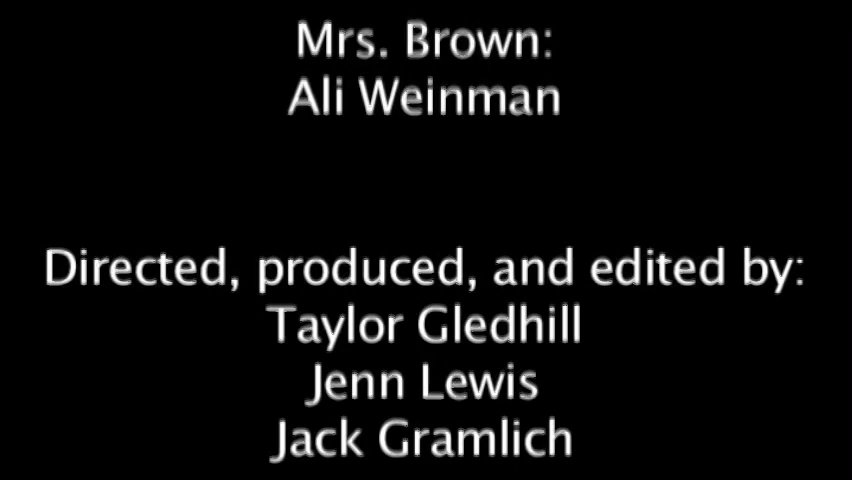 Mrs. Brown:
Ali Weinman
Directed, produced, and edited by:
Taylor Gledhill
Jenn Lewis
Jack Gramlich